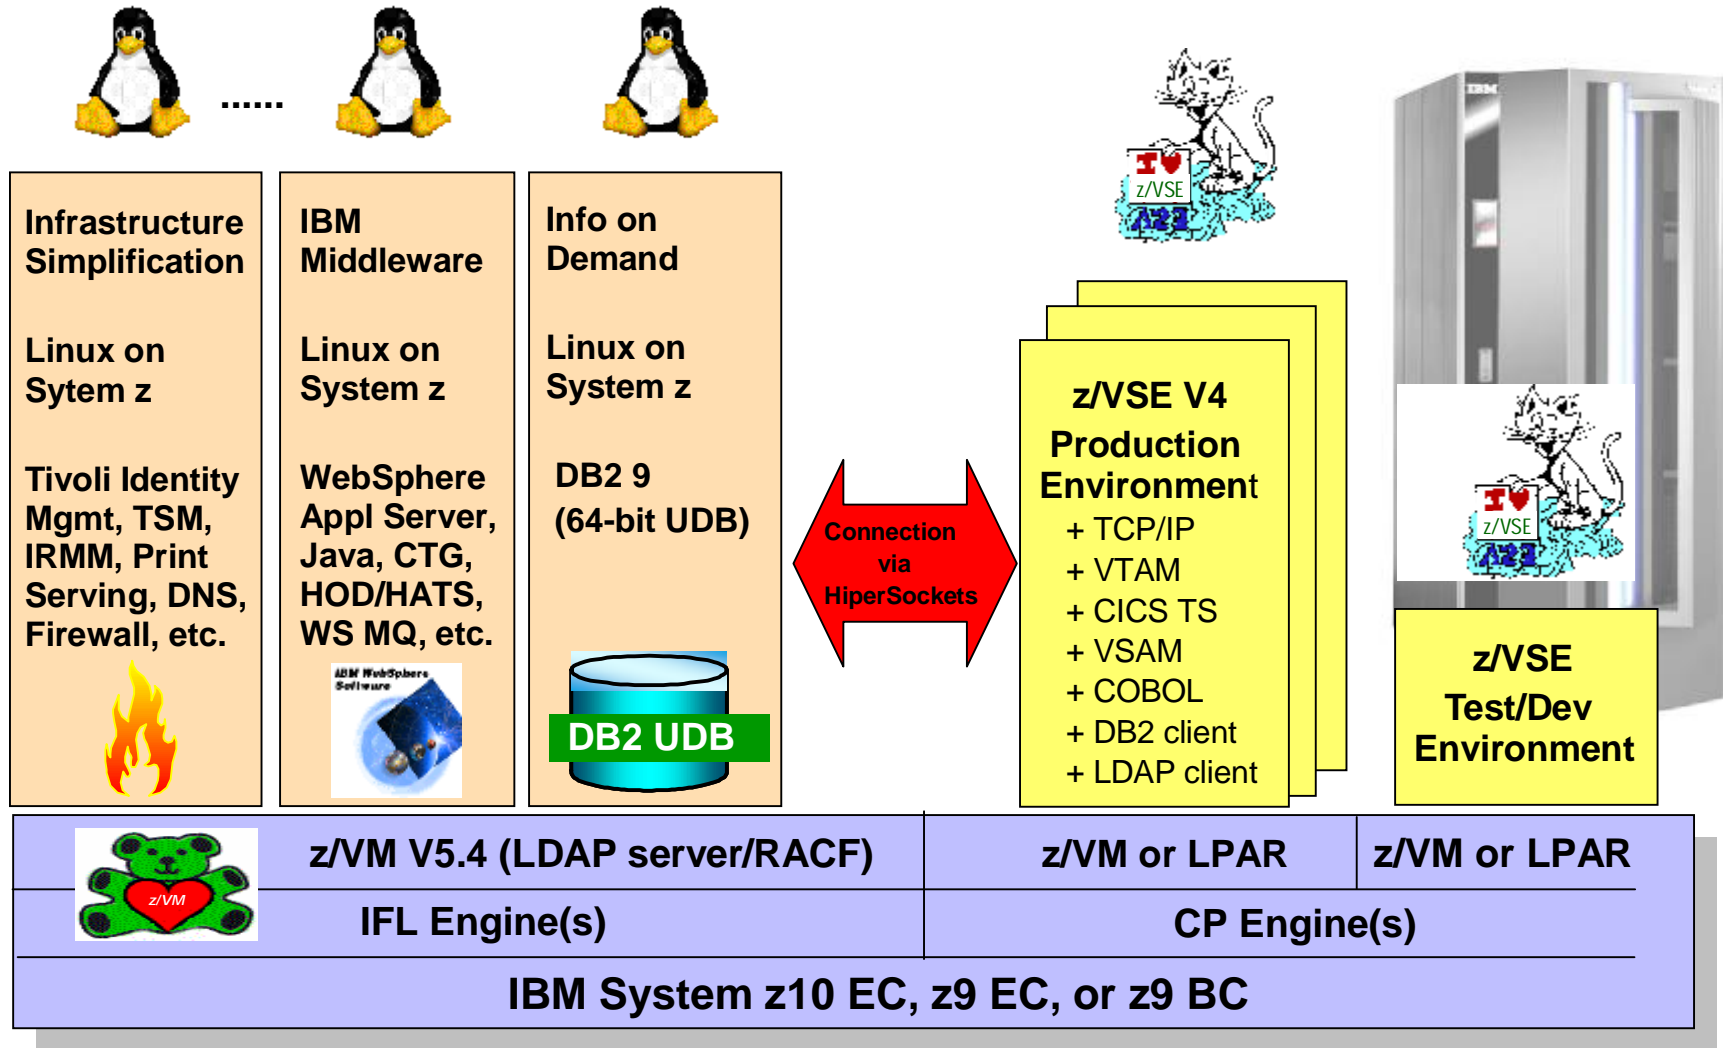 ......
IBM
I ♥
z/VSE
Infrastructure
Simplification
Linux on
Sytem z
Tivoli Identity
Mgmt, TSM,
IRMM, Print
Serving, DNS,
Firewall, etc.
IBM
Middleware
Linux on
System z
WebSphere
Appl Server,
Java, CTG,
HOD/HATS,
WS MQ, etc.
IBM WebSphere
Software
Info on
Demand
Linux on
System z
DB2 9
(64-bit UDB)
DB2 UDB
Connection
via
HiperSockets
z/VSE V4
Production
Environment
+ TCP/IP
+ VTAM
+ CICS TS
+ VSAM
+ COBOL
+ DB2 client
+ LDAP client
I ♥
z/VSE
z/VSE
Test/Dev
Environment
z/VM
z/VM V5.4 (LDAP server/RACF)
z/VM or LPAR
z/VM or LPAR
IFL Engine(s)
CP Engine(s)
IBM System z10 EC, z9 EC, or z9 BC